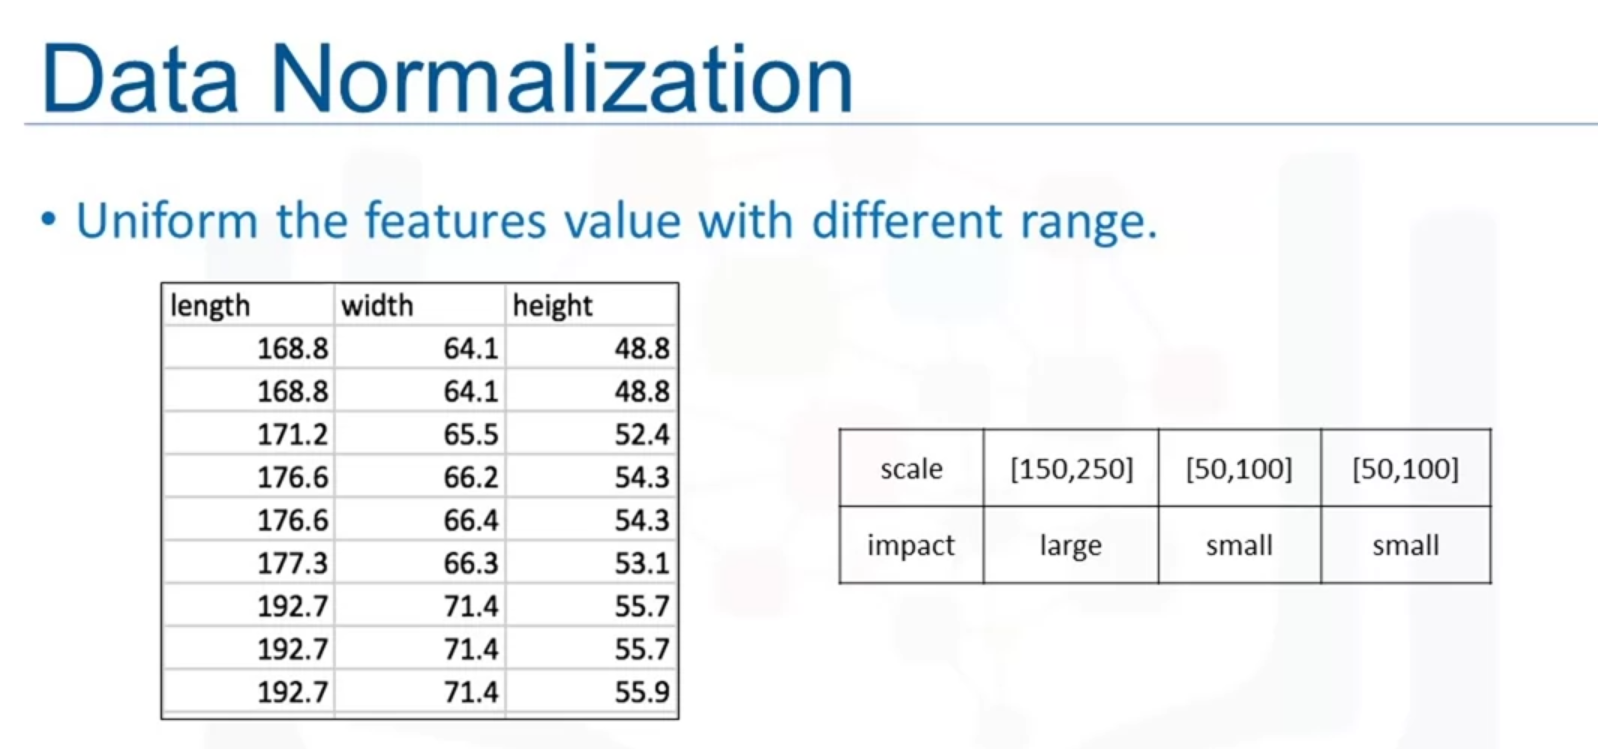 Data Normalization
• Uniform the features value with different range.
length width height
168.8 64.1 48.8
168.8 64.1 48.8
171.2 65.5 52.4
176.6 66.2 54.3
176.6 66.4 54.3
177.3 66.3 53.1
192.7 71.4 55.7
192.7 71.4 55.7
192.7 71.4 55.9
scale [150,250] [50,100] [50,100]
impact large small small